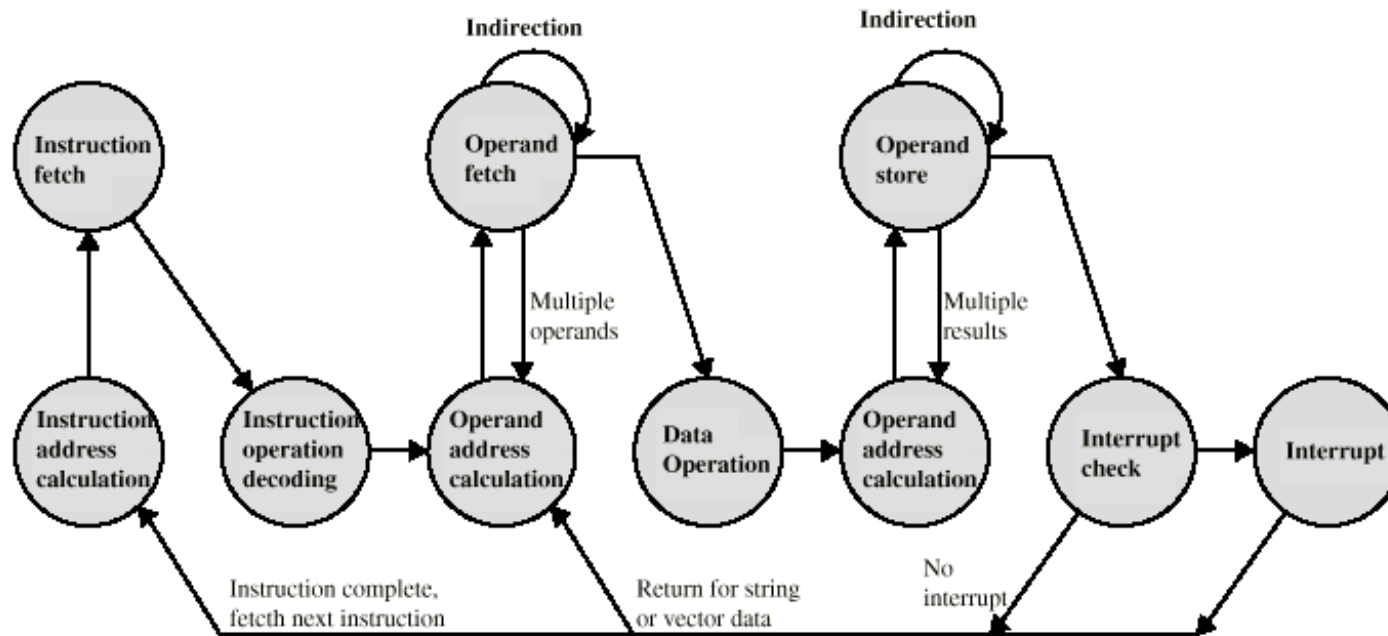 Indirection
Indirection
Instruction
fetch
Operand
fetch
Operand
store
Multiple
operands
Multiple
results
Instruction
address
calculation
Instruction
operation
decoding
Operand
address
calculation
Data
Operation
Operand
address
calculation
Interrupt
check
Interrupt
Instruction complete,
fetcth next instruction
Return for string
or vector data
No
interrupt